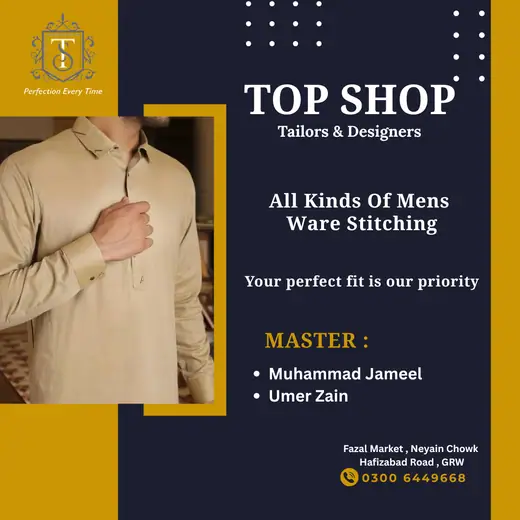 TS
Perfection Every Time
TOP SHOP
Tailors & Designers
All Kinds Of Mens
Ware Stitching
Your perfect fit is our priority
MASTER :
• Muhammad Jameel
• Umer Zain
Fazal Market , Neyain Chowk
Hafizabad Road , GRW
0300 6449668